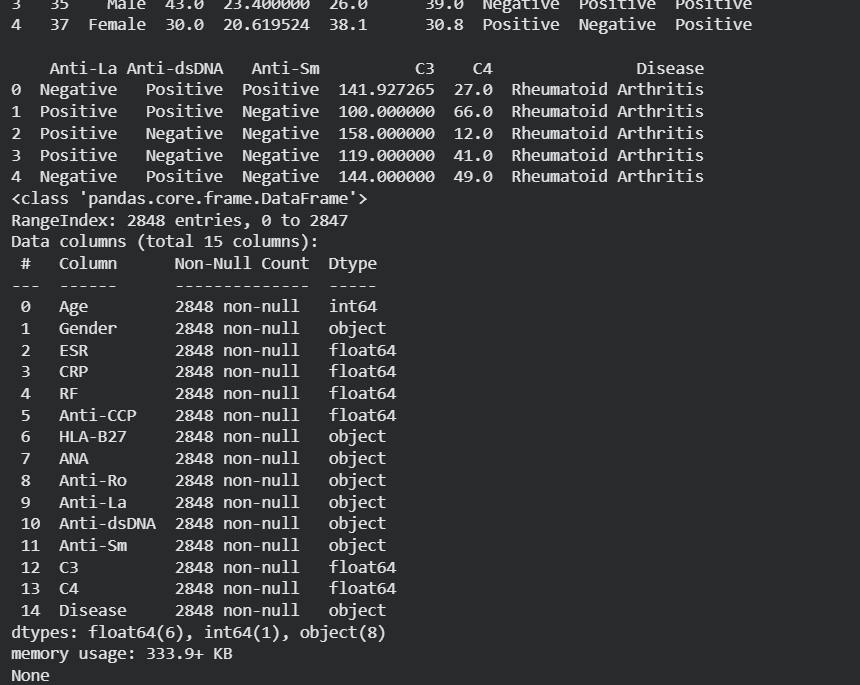 3 35 Male 43.0 23.400000 26.0 39.0 Negative Positive Positive
4 37 Female 30.0 20.619524 38.1 30.8 Positive Negative Positive
Anti-La Anti-dsDNA Anti-Sm C3 C4 Disease
0 Negative Positive Positive 141.927265 27.0 Rheumatoid Arthritis
1 Positive Positive Negative 100.000000 66.0 Rheumatoid Arthritis
2 Positive Negative Negative 158.000000 12.0 Rheumatoid Arthritis
3 Positive Negative Negative 119.000000 41.0 Rheumatoid Arthritis
4 Negative Positive Negative 144.000000 49.0 Rheumatoid Arthritis
<class 'pandas.core.frame.DataFrame'>
RangeIndex: 2848 entries, 0 to 2847
Data columns (total 15 columns):
# Column Non-Null Count Dtype
--- ------ -------------- -----
0 Age 2848 non-null int64
1 Gender 2848 non-null object
2 ESR 2848 non-null float64
3 CRP 2848 non-null float64
4 RF 2848 non-null float64
5 Anti-CCP 2848 non-null float64
6 HLA-B27 2848 non-null object
7 ANA 2848 non-null object
8 Anti-Ro 2848 non-null object
9 Anti-La 2848 non-null object
10 Anti-dsDNA 2848 non-null object
11 Anti-Sm 2848 non-null object
12 C3 2848 non-null float64
13 C4 2848 non-null float64
14 Disease 2848 non-null object
dtypes: float64(6), int64(1), object(8)
memory usage: 333.9+ KB
None